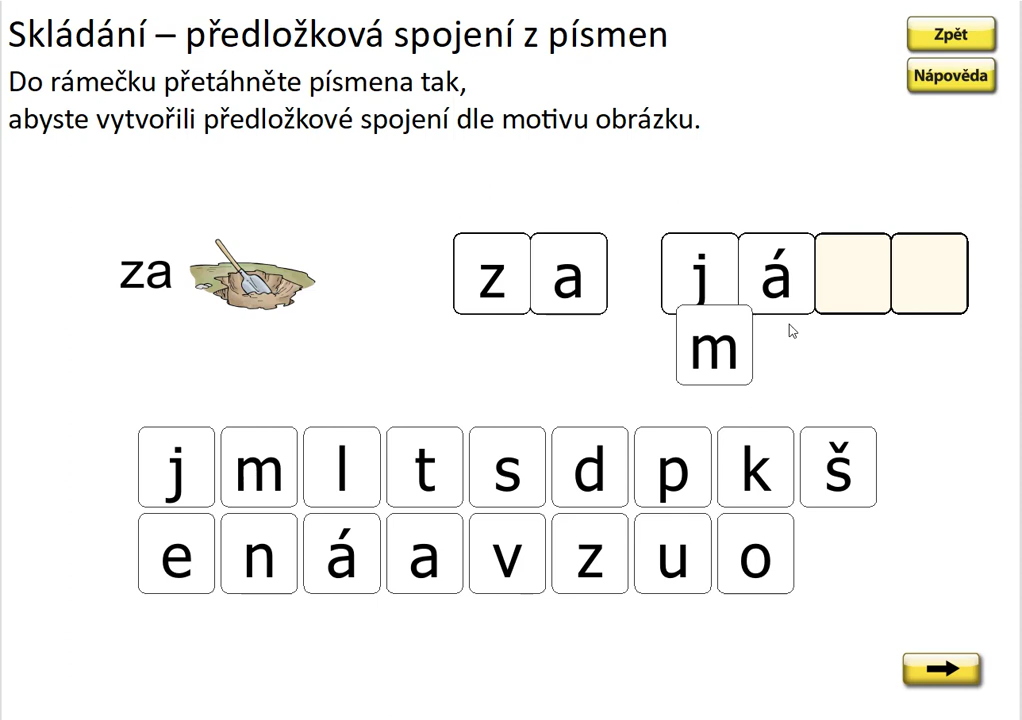 Skládání – předložková spojení z písmen
Zpět
Nápověda
Do rámečku přetáhněte písmena tak,
abyste vytvořili předložkové spojení dle motivu obrázku.
za
z a j á
m
j m l t s d p k š
e n á a v z u o